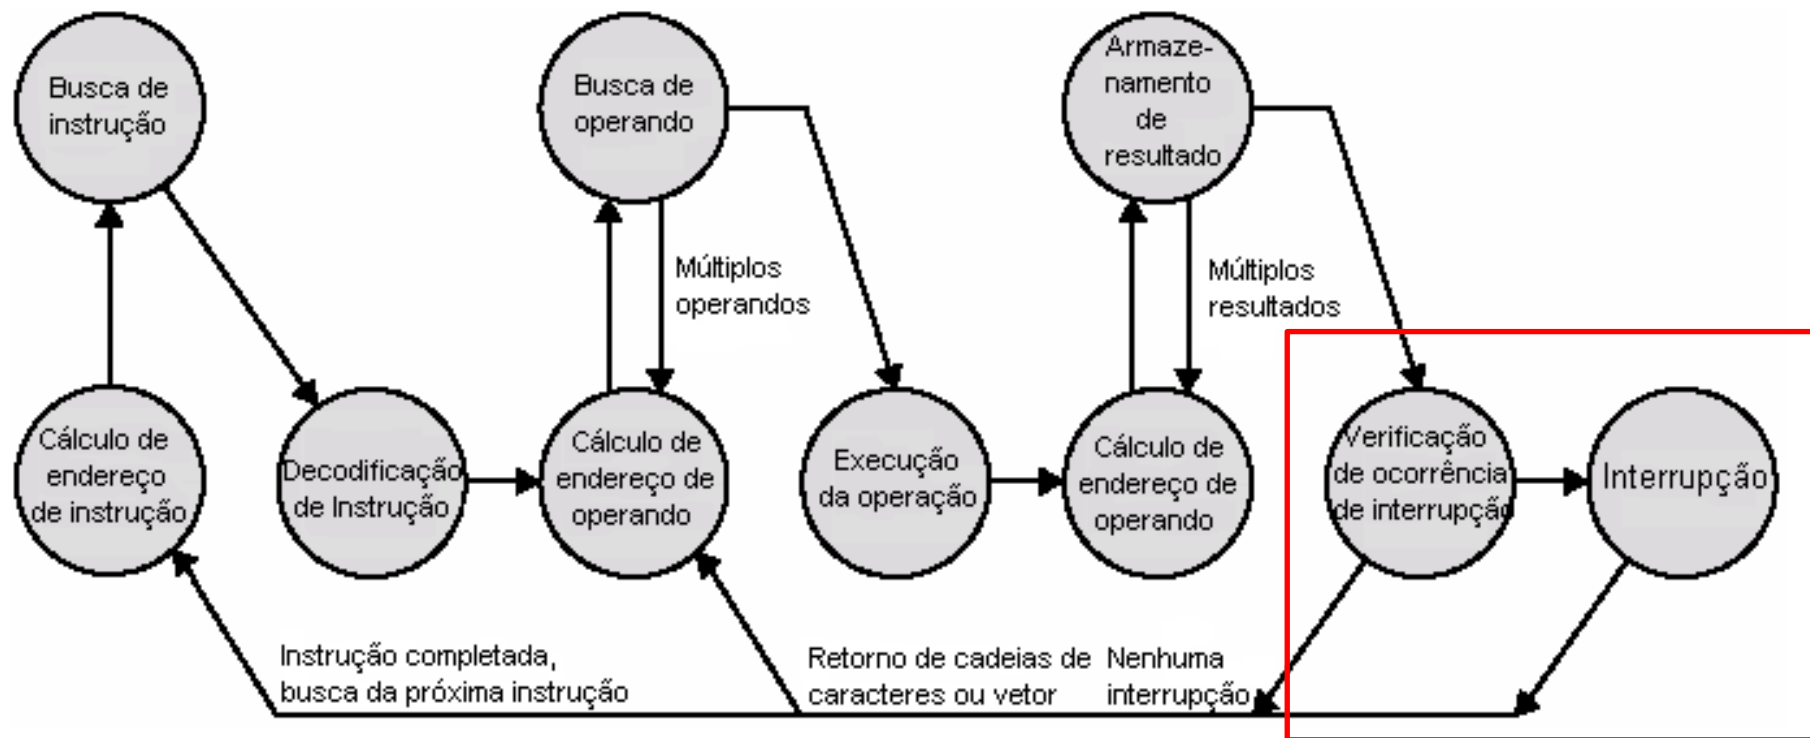 Busca de
instrução
Busca de
operando
Armaze-
namento
de
resultado
Múltiplos
operandos
Múltiplos
resultados
Cálculo de
endereço
de instrução
Decodificação
de Instrução
Cálculo de
endereço de
operando
Execução
da operação
Cálculo de
endereço de
operando
Verificação
de ocorrência
de interrupção
Interrupção
Instrução completada,
busca da próxima instrução
Retorno de cadeias de
caracteres ou vetor
Nenhuma
interrupção